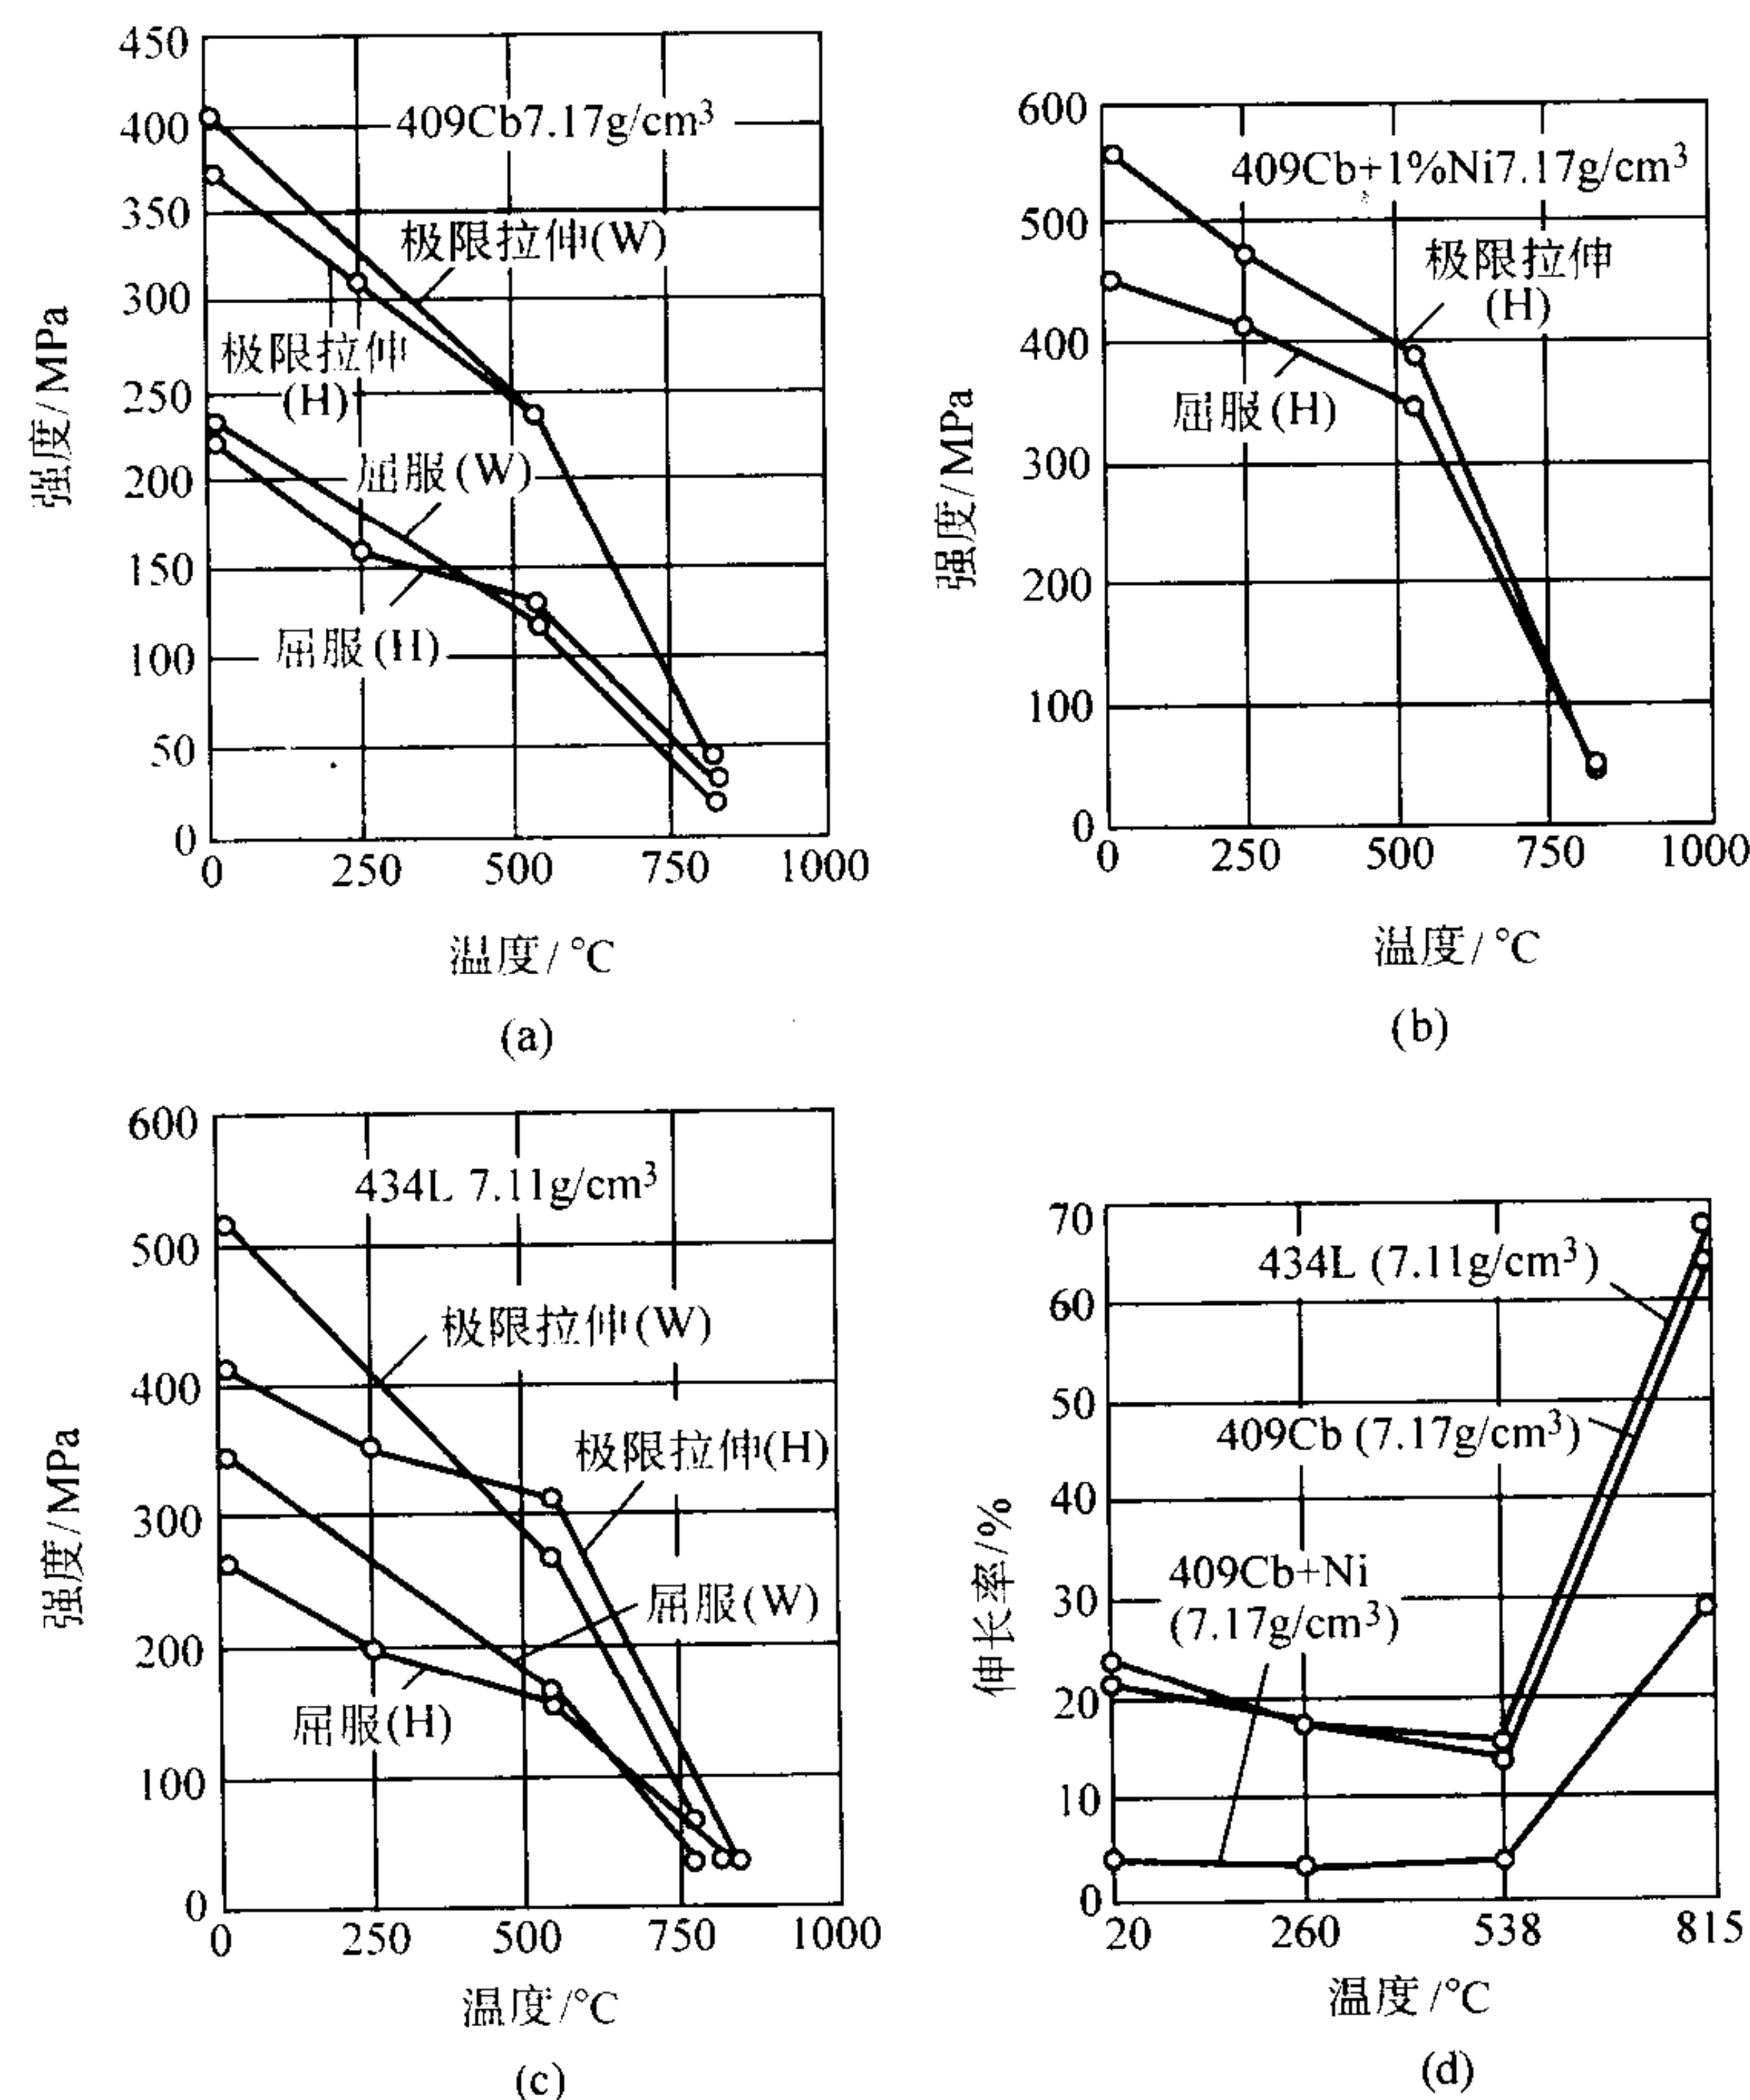 450
400
350
300
250
200
150
100
50
0
强度/MPa
409Cb7.17g/cm³
极限拉伸(W)
极限拉伸
(H)
屈服(W)
屈服(H)
0 250 500 750 1000
温度/°C
(a)
600
500
400
300
200
100
0
强度/MPa
409Cb+1%Ni7.17g/cm³
极限拉伸
(H)
屈服(H)
0 250 500 750 1000
温度/°C
(b)
600
500
400
300
200
100
0
强度/MPa
434L 7.11g/cm³
极限拉伸(W)
极限拉伸(H)
屈服(W)
屈服(H)
0 250 500 750 1000
温度/°C
(c)
70
60
50
40
30
20
10
0
伸长率/%
434L (7.11g/cm³)
409Cb (7.17g/cm³)
409Cb+Ni
(7.17g/cm³)
20 260 538 815
温度/°C
(d)